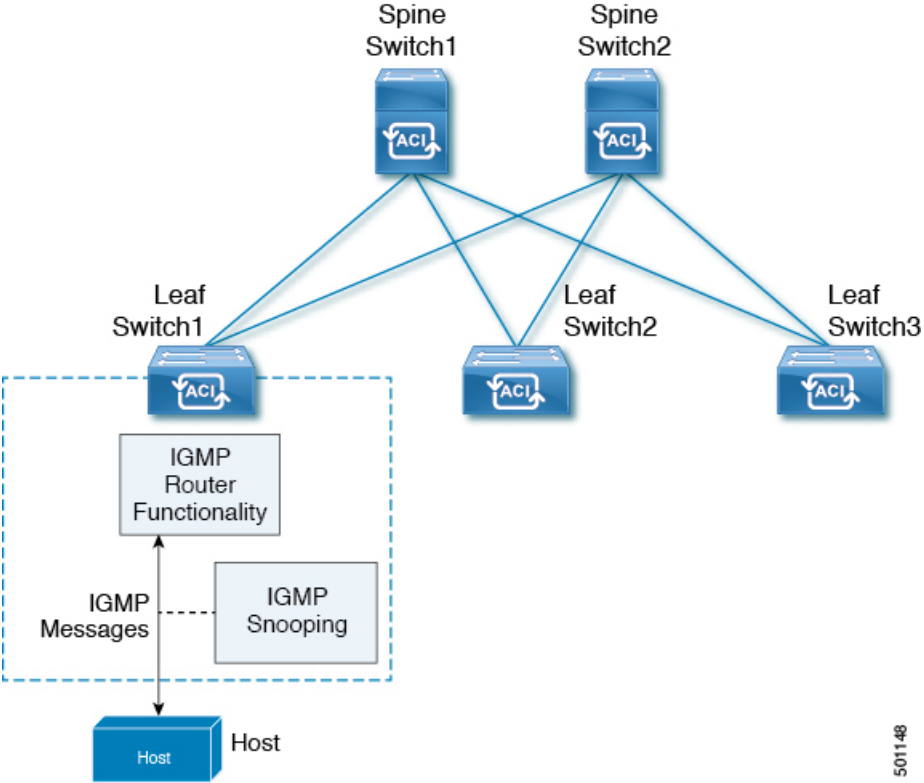 Spine
Switch1
Spine
Switch2
ACI
ACI
Leaf
Switch1
Leaf
Switch2
Leaf
Switch3
ACI
ACI
ACI
IGMP
Router
Functionality
IGMP
Messages
IGMP
Snooping
Host
Host
501148